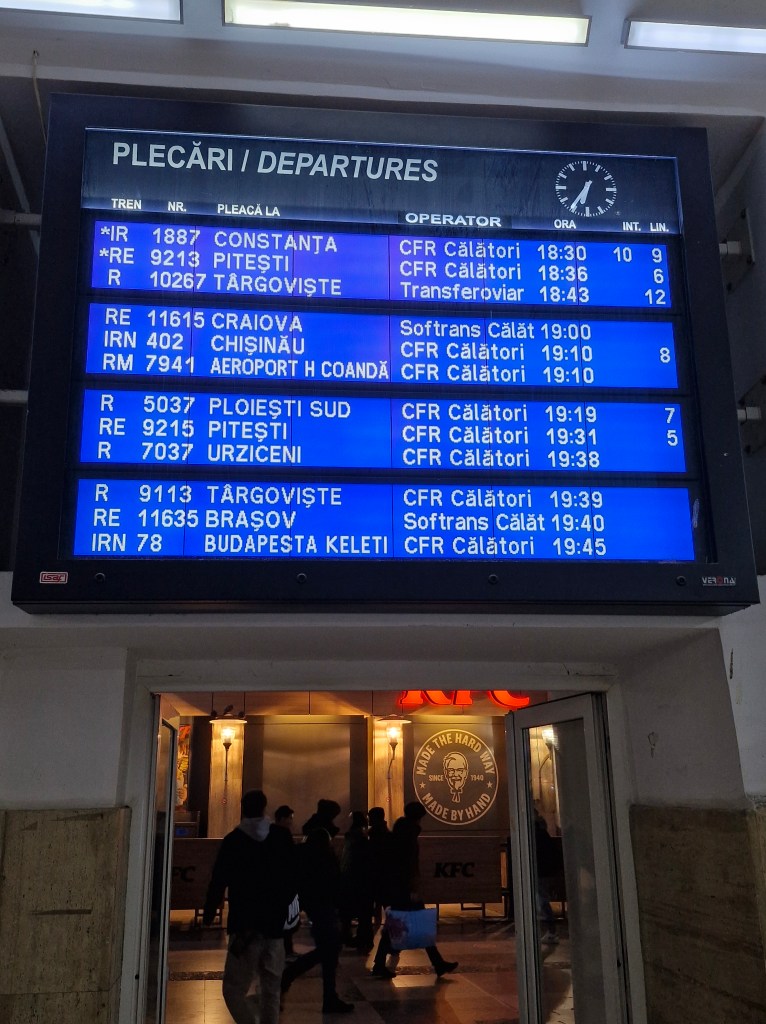 PLECĂRI / DEPARTURES
TREN NR. PLEACĂ LA OPERATOR ORA INT. LIN.
*IR 1887 CONSTANȚA CFR Călători 18:30 10 9
*RE 9213 PITEȘTI CFR Călători 18:36 6
R 10267 TÂRGOVIȘTE Transferoviar 18:43 12
RE 11615 CRAIOVA Softrans Călăt 19:00
IRN 402 CHIȘINĂU CFR Călători 19:10 8
RM 7941 AEROPORT H COANDĂ CFR Călători 19:10
R 5037 PLOIEȘTI SUD CFR Călători 19:19 7
RE 9215 PITEȘTI CFR Călători 19:31 5
R 7037 URZICENI CFR Călători 19:38
R 9113 TÂRGOVIȘTE CFR Călători 19:39
RE 11635 BRAȘOV Softrans Călăt 19:40
IRN 78 BUDAPESTA KELETI CFR Călători 19:45
VERONA
KFC
MADE THE HARD WAY
SINCE 1940
MADE BY HAND
KFC
KFC